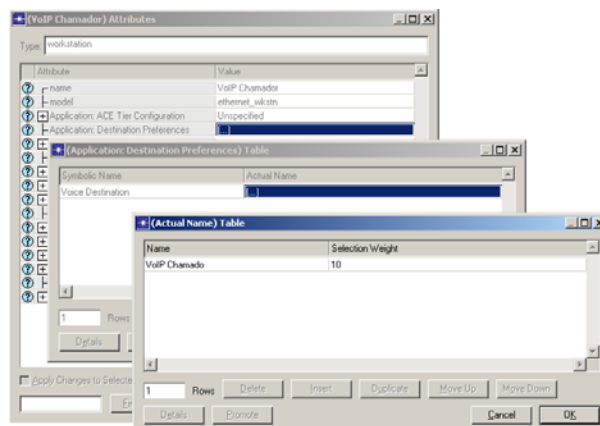 (VoIP Chamador) Attributes
Type: workstation
Attribute Value
name VoIP Chamador
model ethernet_wkstn
Application: ACE Tier Configuration Unspecified
Application: Destination Preferences (...)
(Application: Destination Preferences) Table
Symbolic Name Actual Name
Voice Destination (...)
(Actual Name) Table
Name Selection Weight
VoIP Chamado 10
1 Rows
Details
1 Rows Delete Insert Duplicate Move Up Move Down
Details Promote Cancel OK
Apply Changes to Selecte